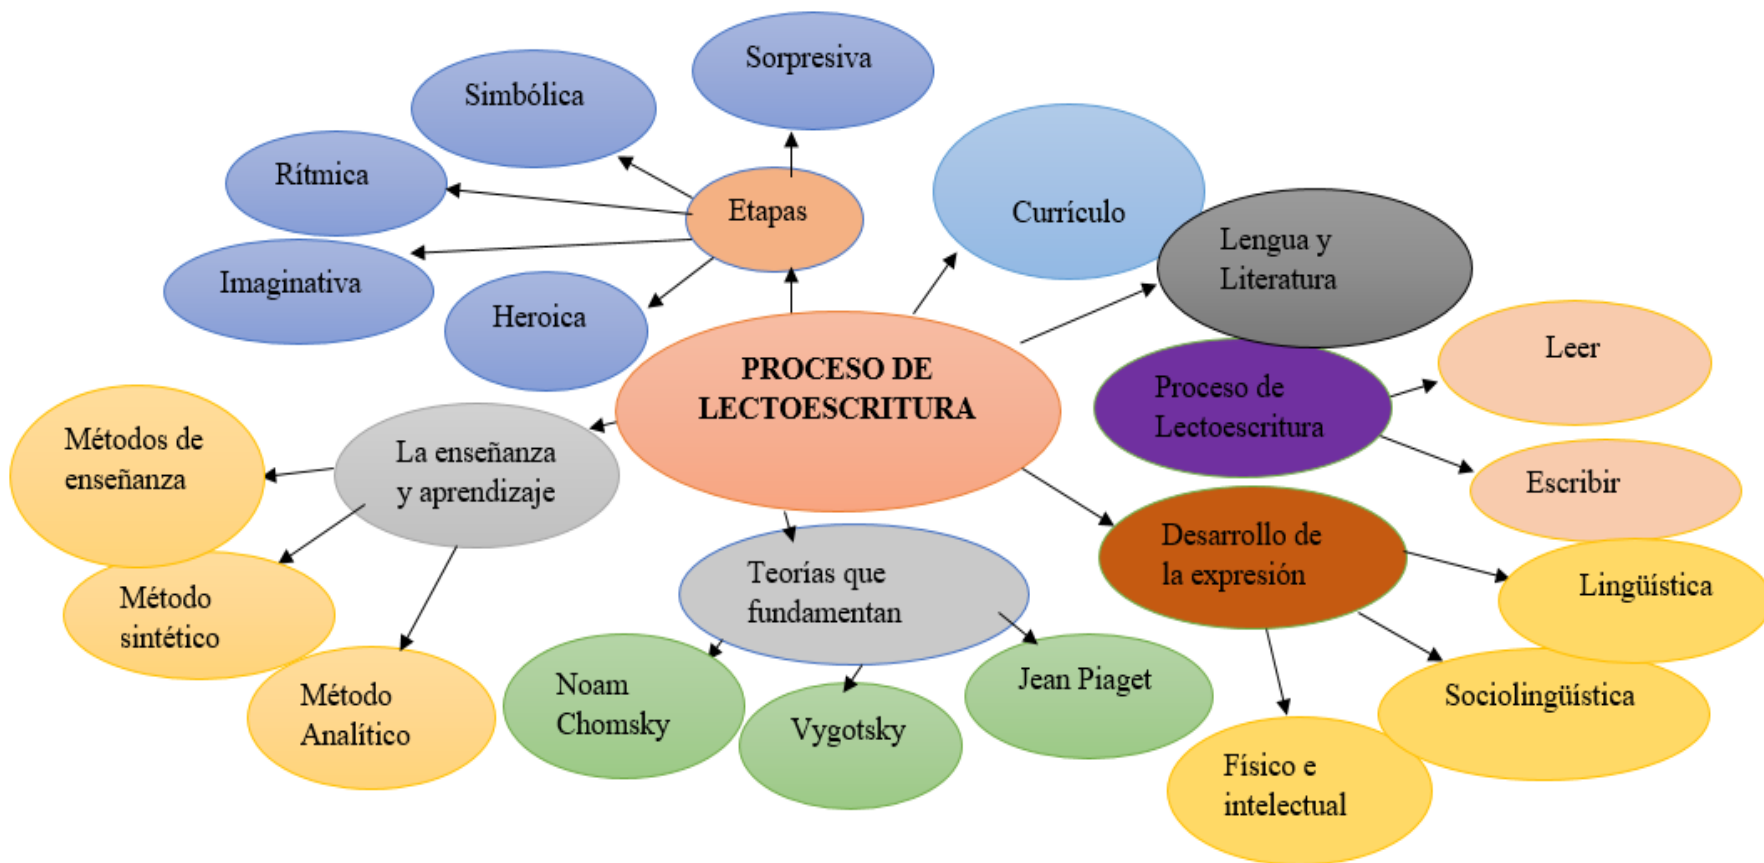 Sorpresiva
Simbólica
Rítmica
Etapas
Imaginativa
Heroica
Currículo
Lengua y
Literatura
PROCESO DE
LECTOESCRITURA
Proceso de
Lectoescritura
Leer
Escribir
Métodos de
enseñanza
La enseñanza
y aprendizaje
Método
sintético
Método
Analítico
Teorías que
fundamentan
Noam
Chomsky
Vygotsky
Jean Piaget
Desarrollo de
la expresión
Lingüística
Sociolingüística
Físico e
intelectual